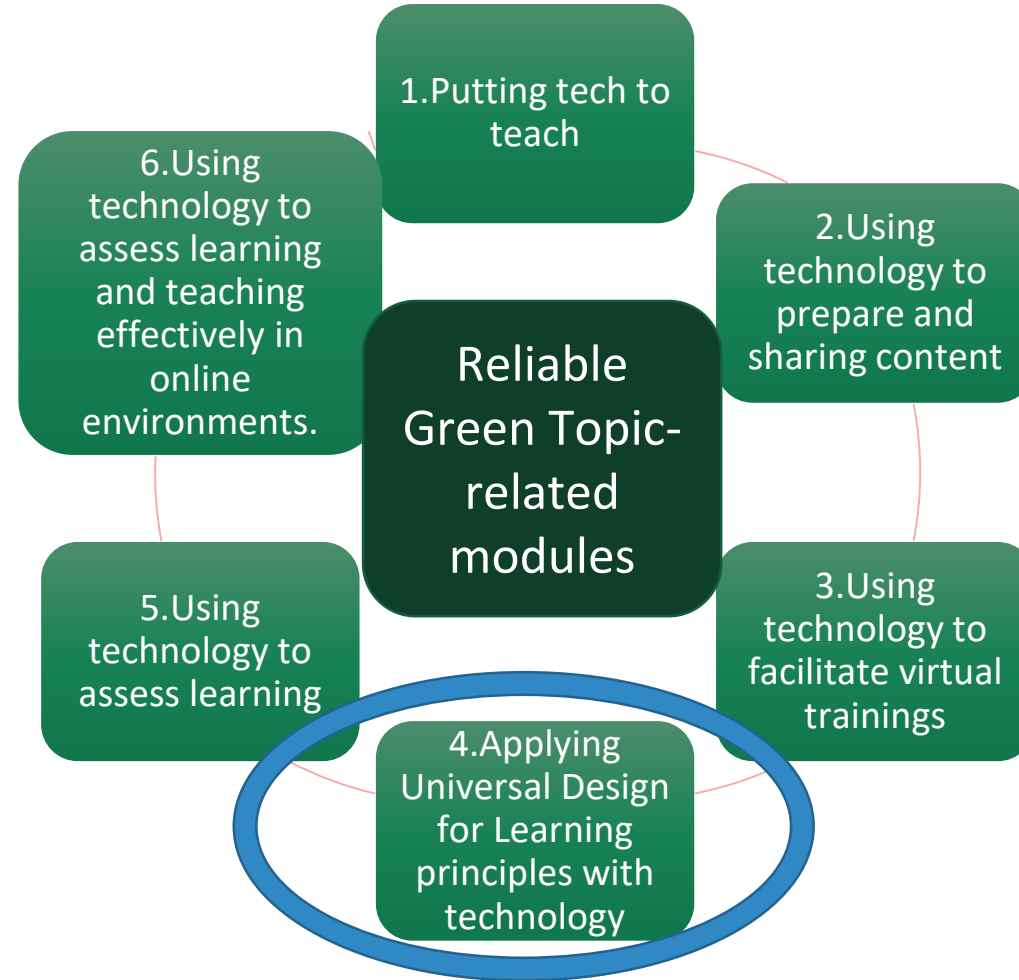 1.Putting tech to
teach
2.Using
technology to
prepare and
sharing content
3.Using
technology to
facilitate virtual
trainings
4.Applying
Universal Design
for Learning
principles with
technology
5.Using
technology to
assess learning
6.Using
technology to
assess learning
and teaching
effectively in
online
environments.
Reliable
Green Topic-
related
modules